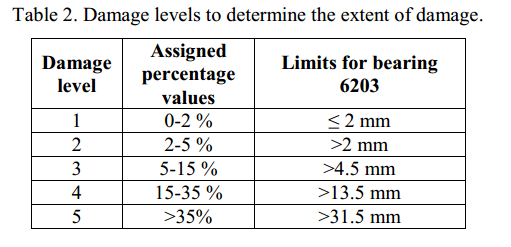 Table 2. Damage levels to determine the extent of damage.
Damage level Assigned percentage values Limits for bearing 6203
1 0-2 % ≤ 2 mm
2 2-5 % >2 mm
3 5-15 % >4.5 mm
4 15-35 % >13.5 mm
5 >35% >31.5 mm